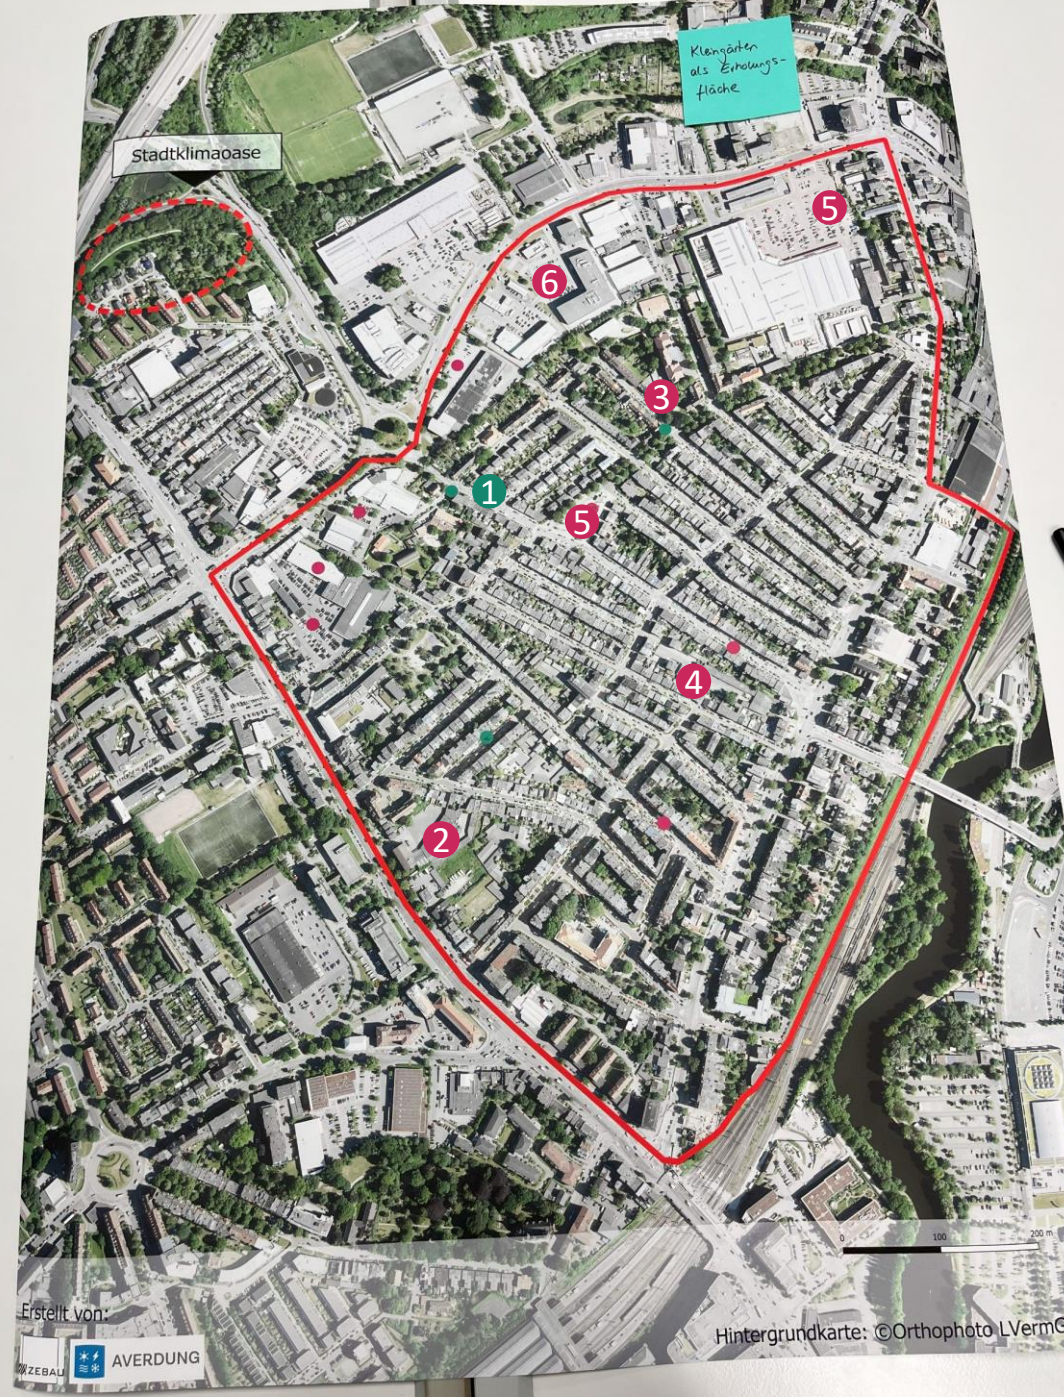 Kleingärten
als Erholungs-
fläche
Stadtklimaoase
5
6
3
1
5
4
2
0 100 200 m
Erstellt von:
Hintergrundkarte: ©Orthophoto LVermG
ZEBAU
AVERDUNG